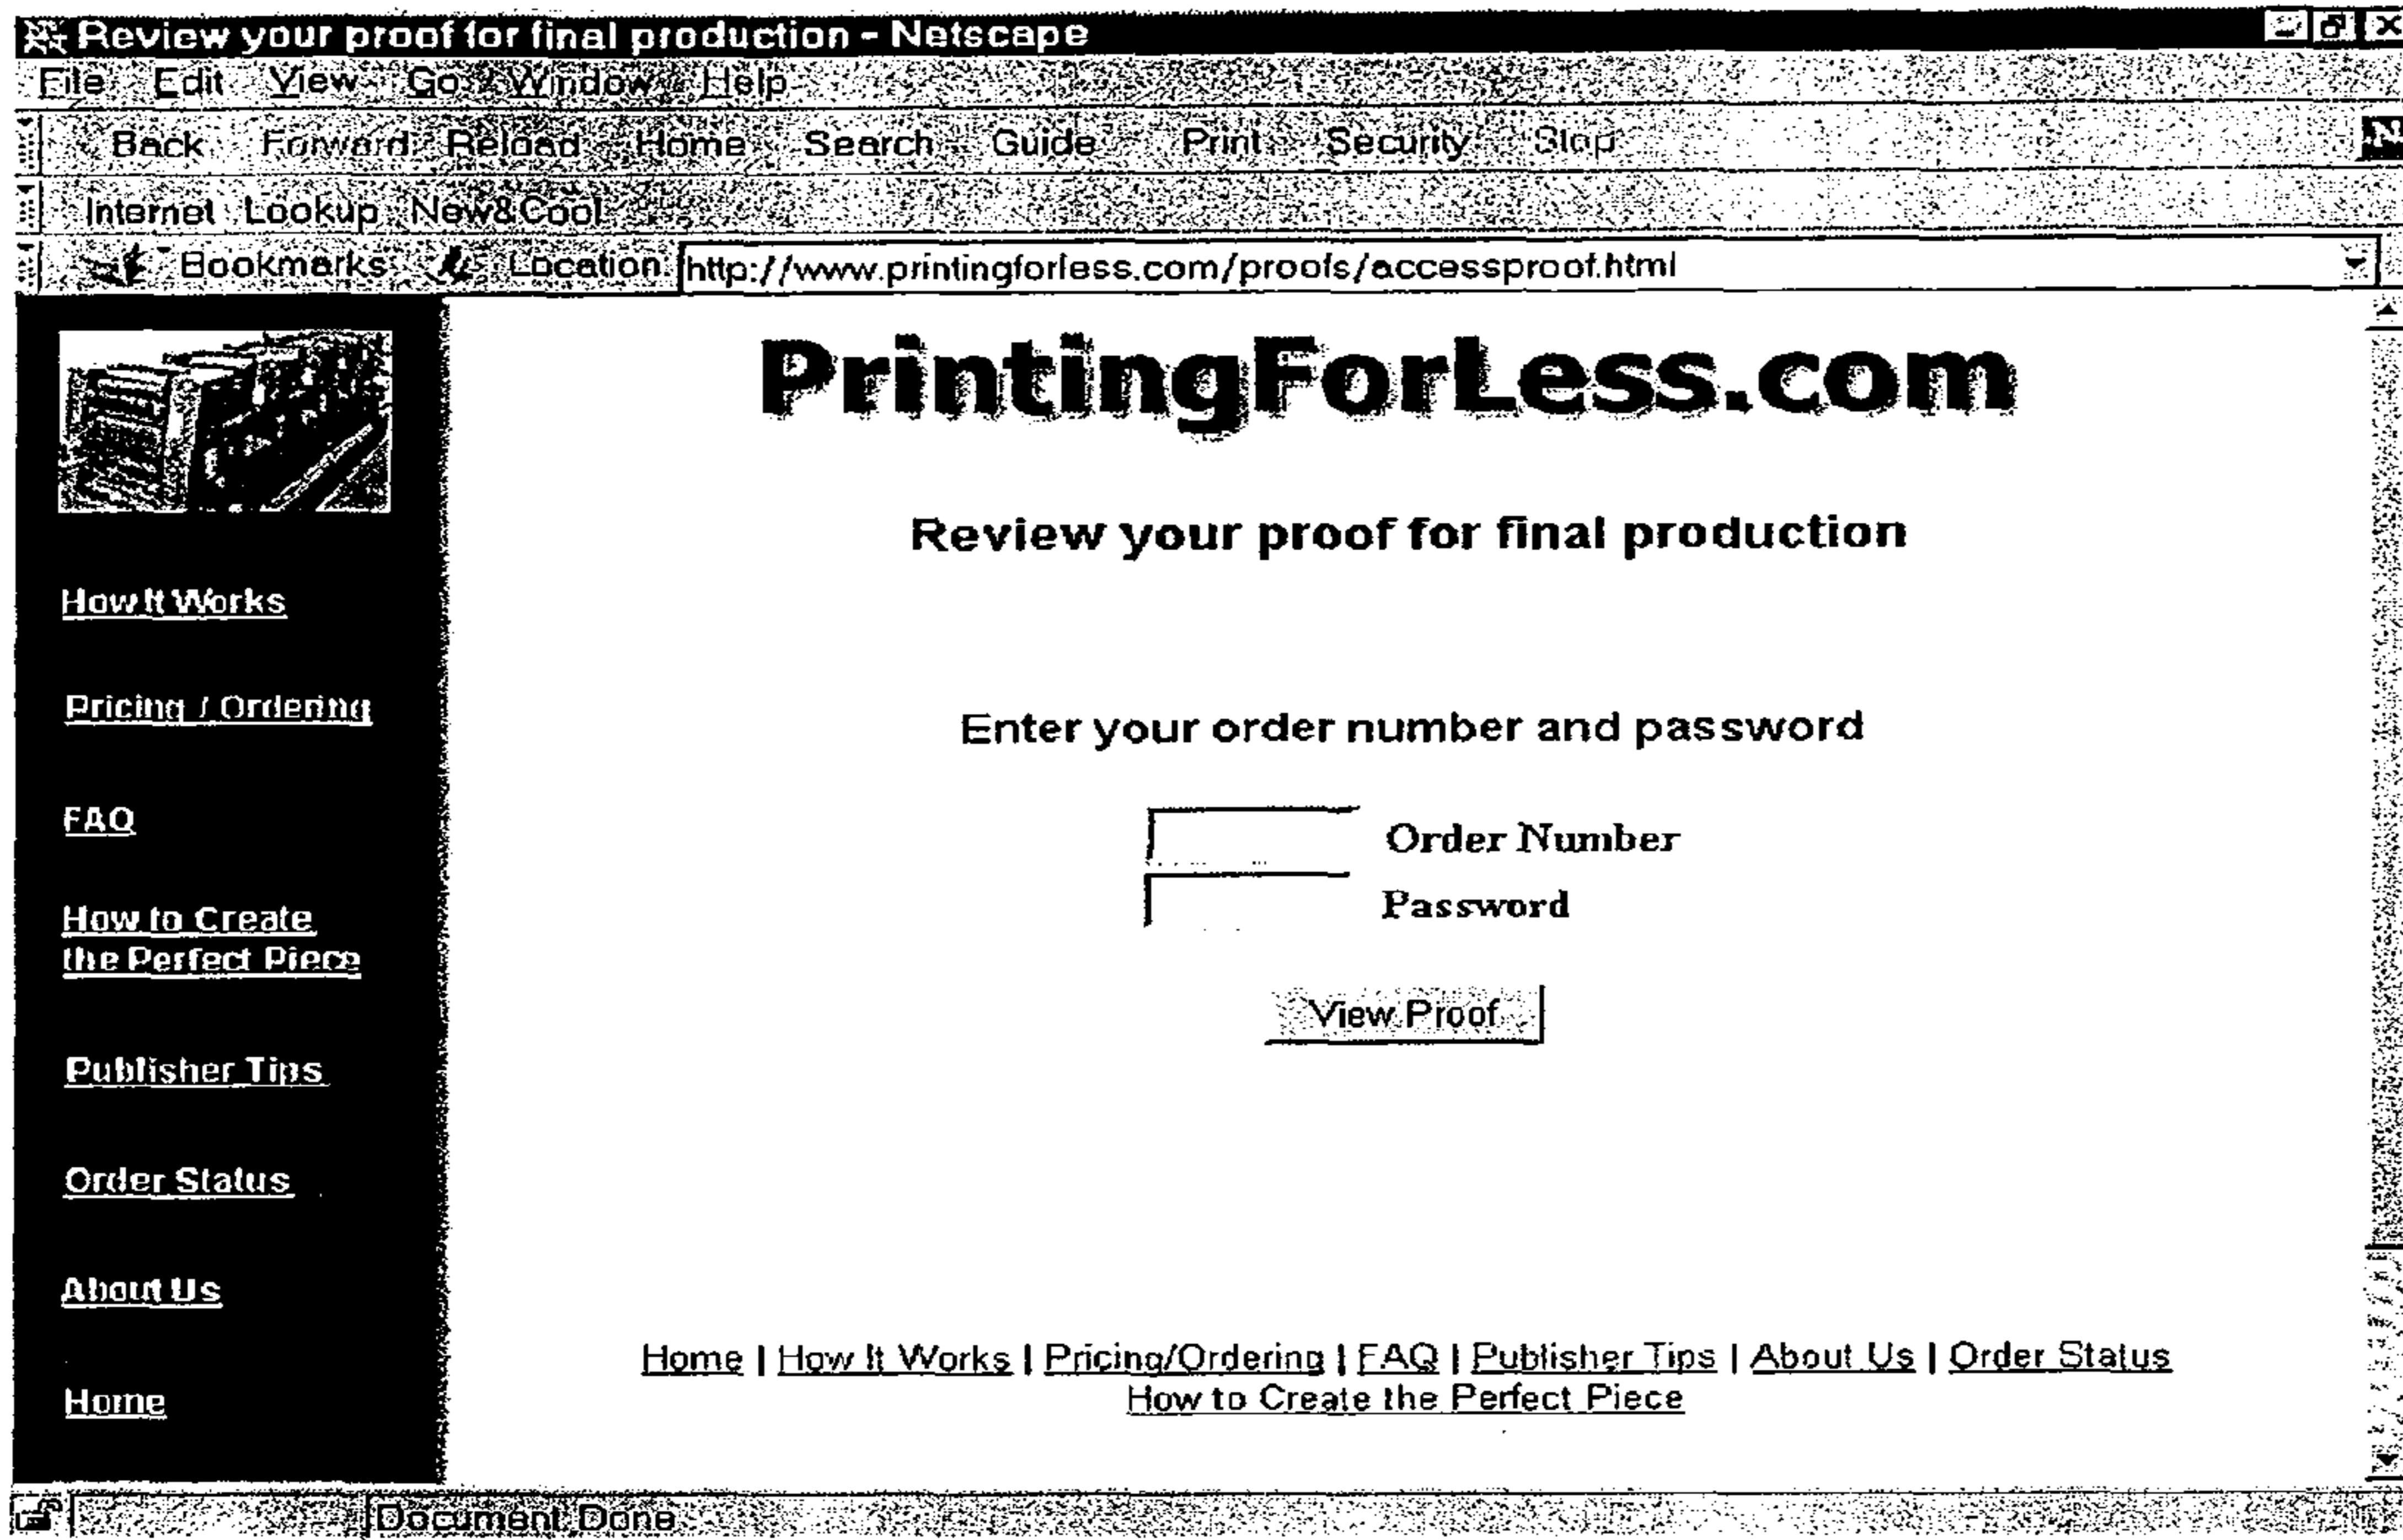 Review your proof for final production - Netscape
File Edit View Go Window Help
Back Forward Reload Home Search Guide Print Security Stop
Internet Lookup New&Cool
Bookmarks Location http://www.printingforless.com/proofs/accessproof.html
PrintingForLess.com
Review your proof for final production
How It Works
Pricing / Ordering
FAQ
How to Create
the Perfect Piece
Publisher Tips
Order Status
About Us
Home
Enter your order number and password
Order Number
Password
View Proof
Home | How It Works | Pricing/Ordering | FAQ | Publisher Tips | About Us | Order Status
How to Create the Perfect Piece
Document Done